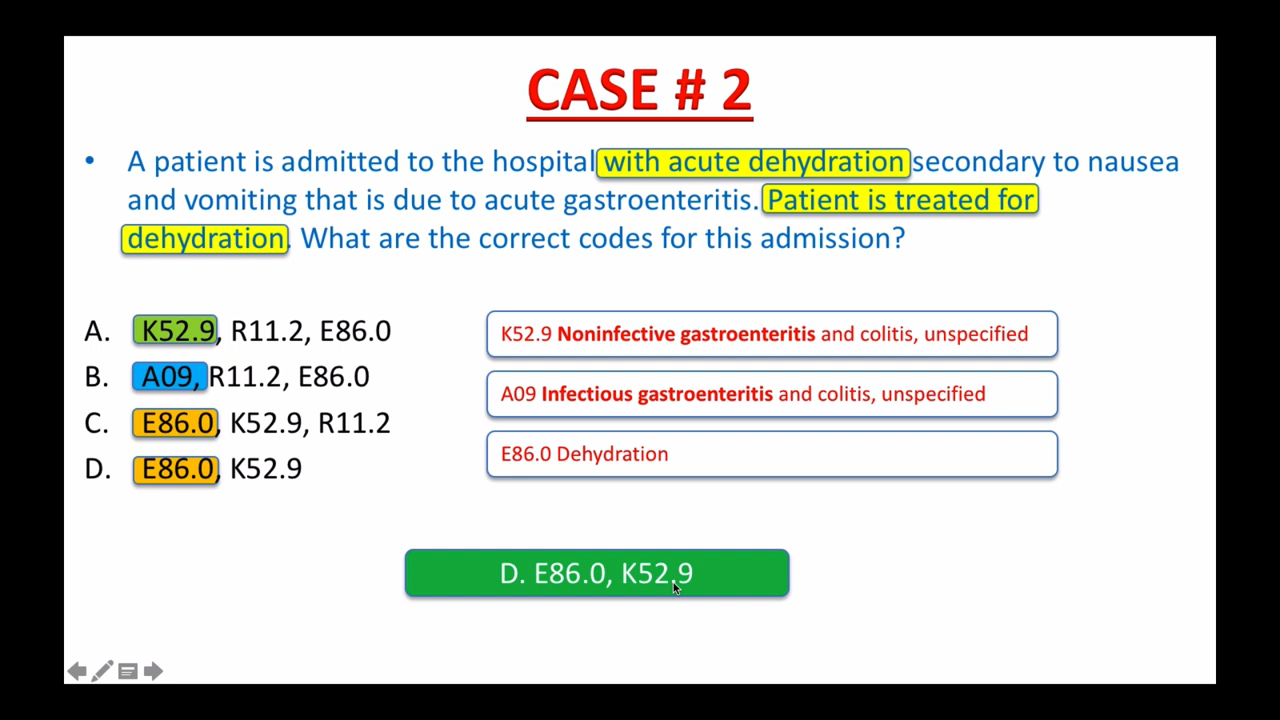 CASE # 2
• A patient is admitted to the hospital with acute dehydration secondary to nausea
and vomiting that is due to acute gastroenteritis. Patient is treated for
dehydration. What are the correct codes for this admission?
A. K52.9, R11.2, E86.0
B. A09, R11.2, E86.0
C. E86.0, K52.9, R11.2
D. E86.0, K52.9
K52.9 Noninfective gastroenteritis and colitis, unspecified
A09 Infectious gastroenteritis and colitis, unspecified
E86.0 Dehydration
D. E86.0, K52.9